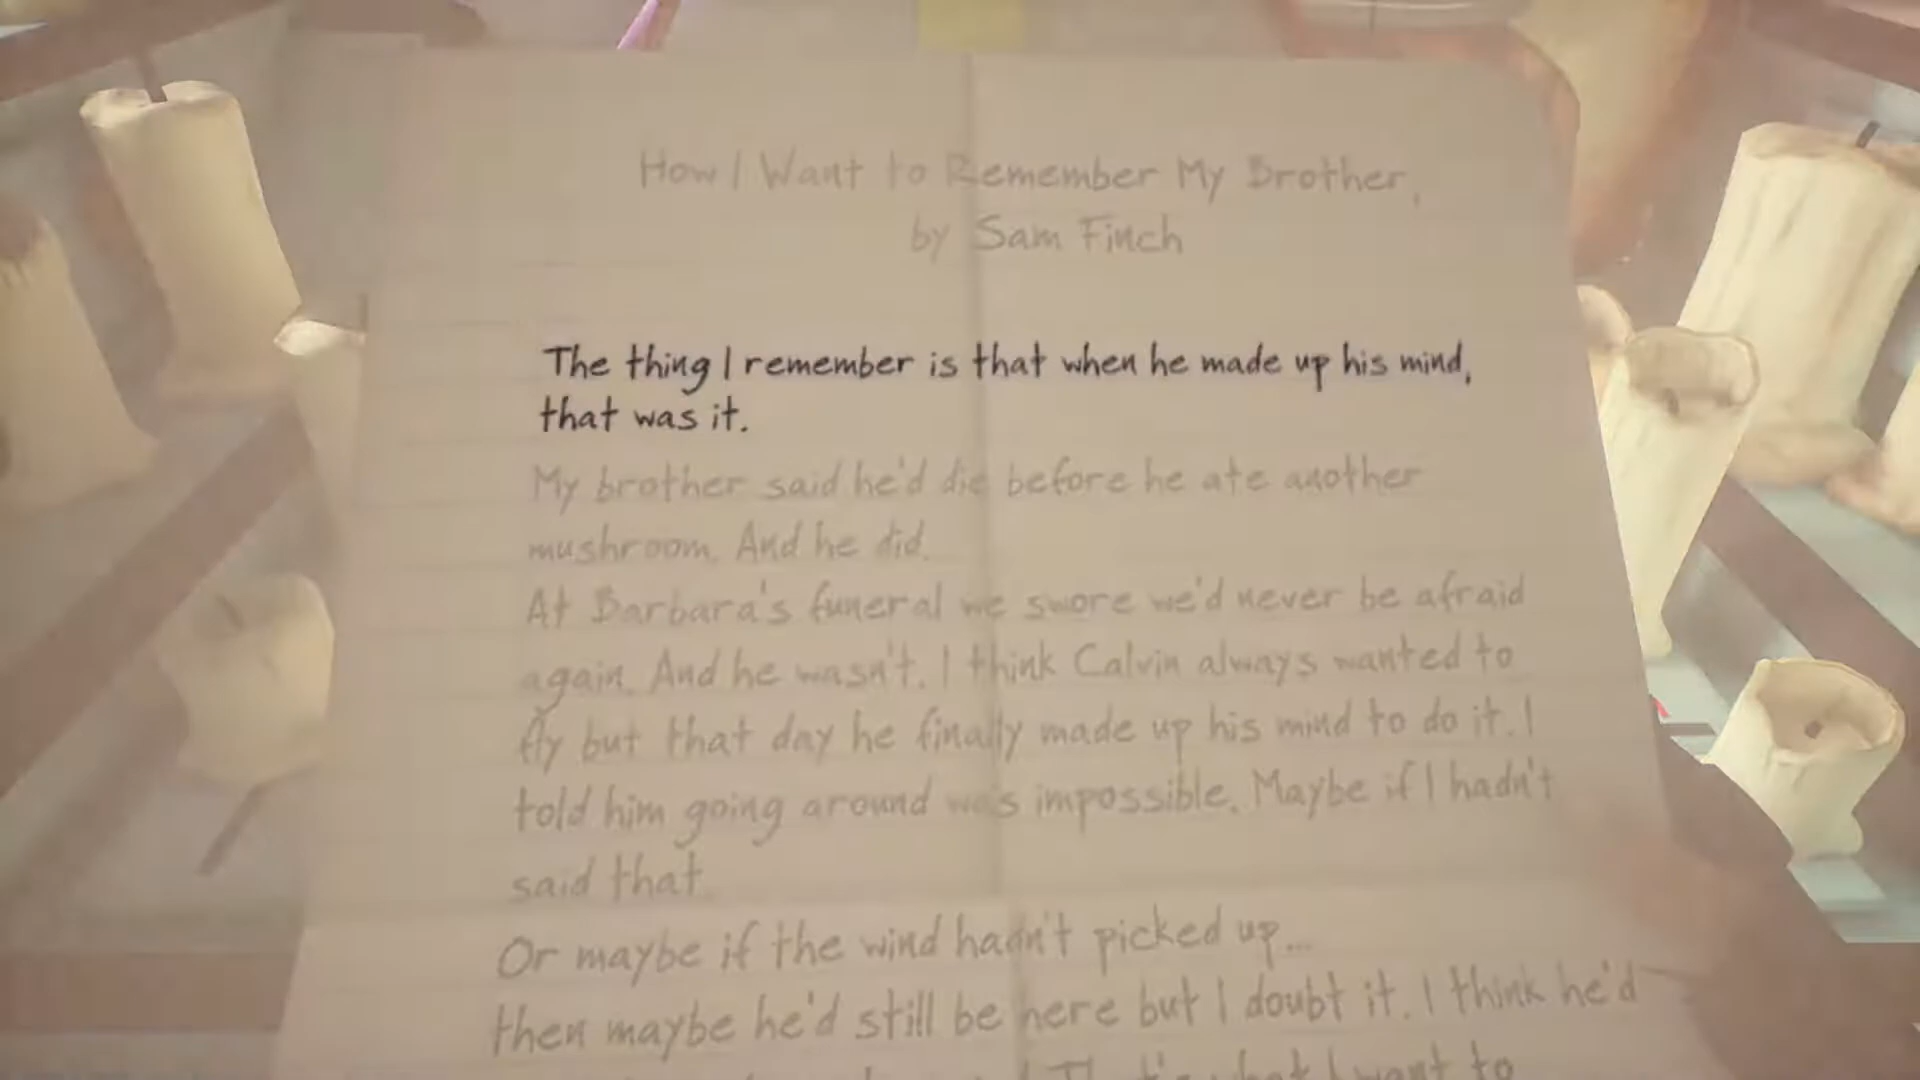 How I Want to Remember My Brother,
by Sam Finch
The thing I remember is that when he made up his mind,
that was it.
My brother said he'd die before he ate another
mushroom. And he did.
At Barbara's funeral we swore we'd never be afraid
again. And he wasn't. I think Calvin always wanted to
fly but that day he finally made up his mind to do it. I
told him going around was impossible. Maybe if I hadn't
said that
Or maybe if the wind hadn't picked up...
then maybe he'd still be here but I doubt it. I think he'd
That's what I want to